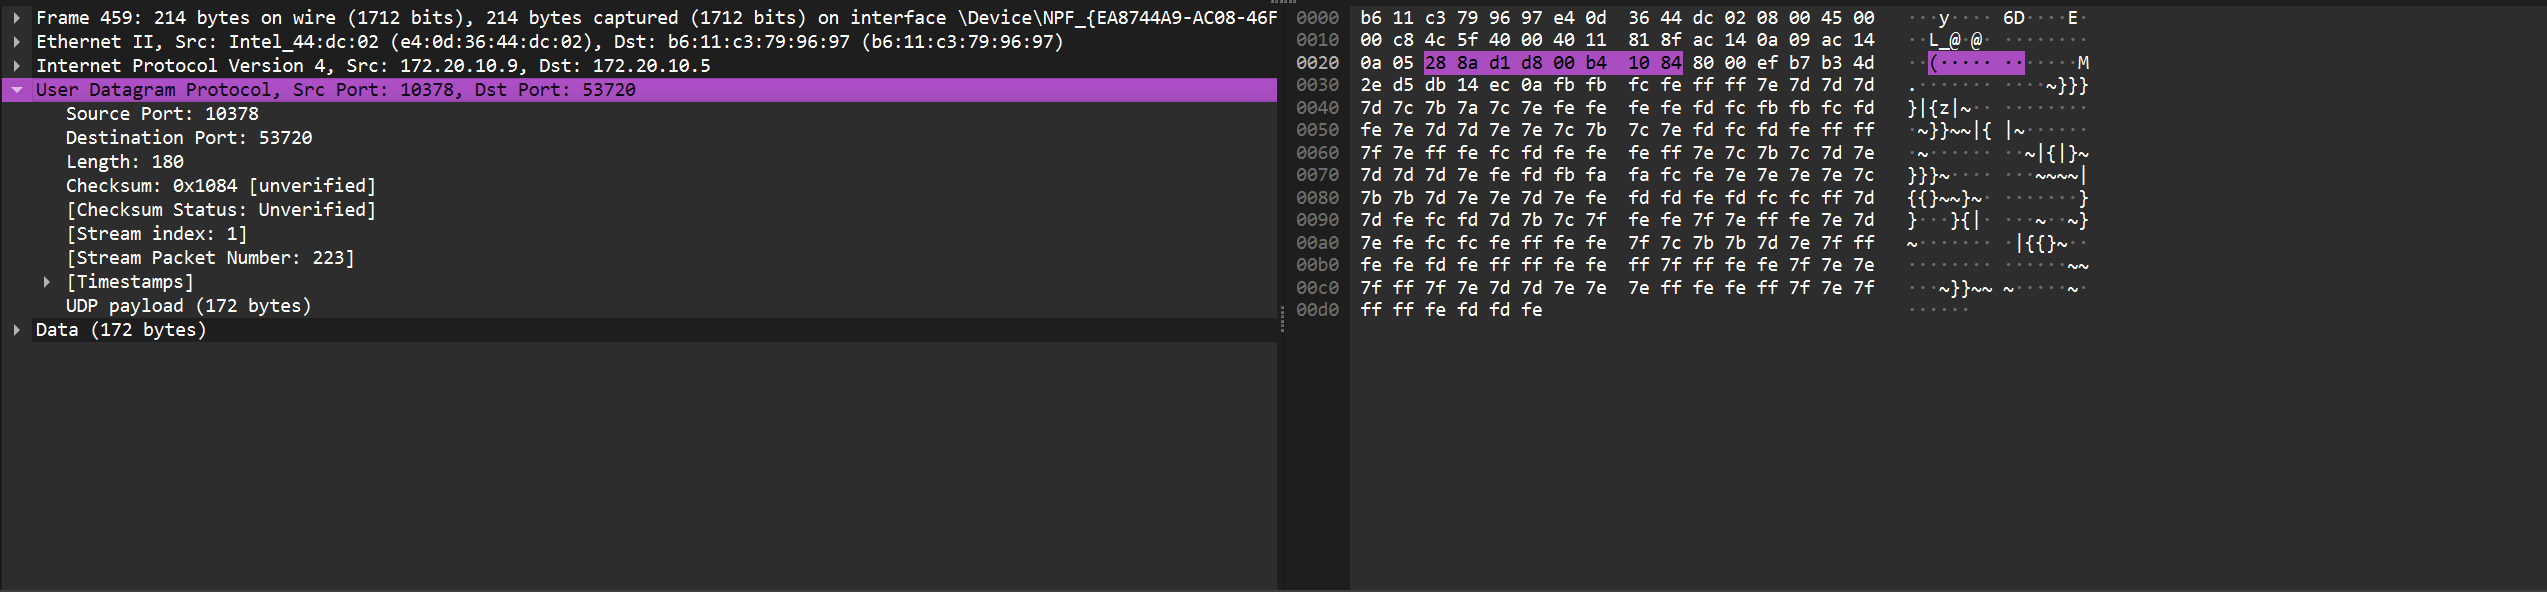 Frame 459: 214 bytes on wire (1712 bits), 214 bytes captured (1712 bits) on interface \Device\NPF_{EA8744A9-AC08-46F
Ethernet II, Src: Intel_44:dc:02 (e4:0d:36:44:dc:02), Dst: b6:11:c3:79:96:97 (b6:11:c3:79:96:97)
Internet Protocol Version 4, Src: 172.20.10.9, Dst: 172.20.10.5
User Datagram Protocol, Src Port: 10378, Dst Port: 53720
Source Port: 10378
Destination Port: 53720
Length: 180
Checksum: 0x1084 [unverified]
[Checksum Status: Unverified]
[Stream index: 1]
[Stream Packet Number: 223]
[Timestamps]
UDP payload (172 bytes)
Data (172 bytes)
0000 b6 11 c3 79 96 97 e4 0d 36 44 dc 02 08 00 45 00 ···y···· 6D····E·
0010 00 c8 4c 5f 40 00 40 11 81 8f ac 14 0a 09 ac 14 ··L_@·@· ········
0020 0a 05 28 8a d1 d8 00 b4 10 84 80 00 ef b7 b3 4d ··(····· ·······M
0030 2e d5 db 14 ec 0a fb fb fc fe ff ff 7e 7d 7d 7d .······· ····~}}}
0040 7d 7c 7b 7a 7c 7e fe fe fe fe fd fc fb fb fc fd }|{z|~·· ········
0050 fe 7e 7d 7d 7e 7e 7c 7b 7c 7e fd fc fd fe ff ff ·~}}~~|{ |~······
0060 7f 7e ff fe fc fd fe fe fe ff 7e 7c 7b 7c 7d 7e ·~······ ··~|{|}~
0070 7d 7d 7d 7e fe fd fb fa fa fc fe 7e 7e 7e 7e 7c }}}~···· ···~~~~|
0080 7b 7b 7d 7e 7e 7d 7e fe fd fd fe fd fc fc ff 7d {{}~~}~· ·······}
0090 7d fe fc fd 7d 7b 7c 7f fe fe 7f 7e ff fe 7e 7d }···}{|· ···~··~}
00a0 7e fe fc fc fe ff fe fe 7f 7c 7b 7b 7d 7e 7f ff ~······· ·|{{}~··
00b0 fe fe fd fe ff ff fe fe ff 7f ff fe fe 7f 7e 7e ········ ······~~
00c0 7f ff 7f 7e 7d 7d 7e 7e 7e ff fe fe ff 7f 7e 7f ···~}}~~ ~·····~·
00d0 ff ff fe fd fd fe ······